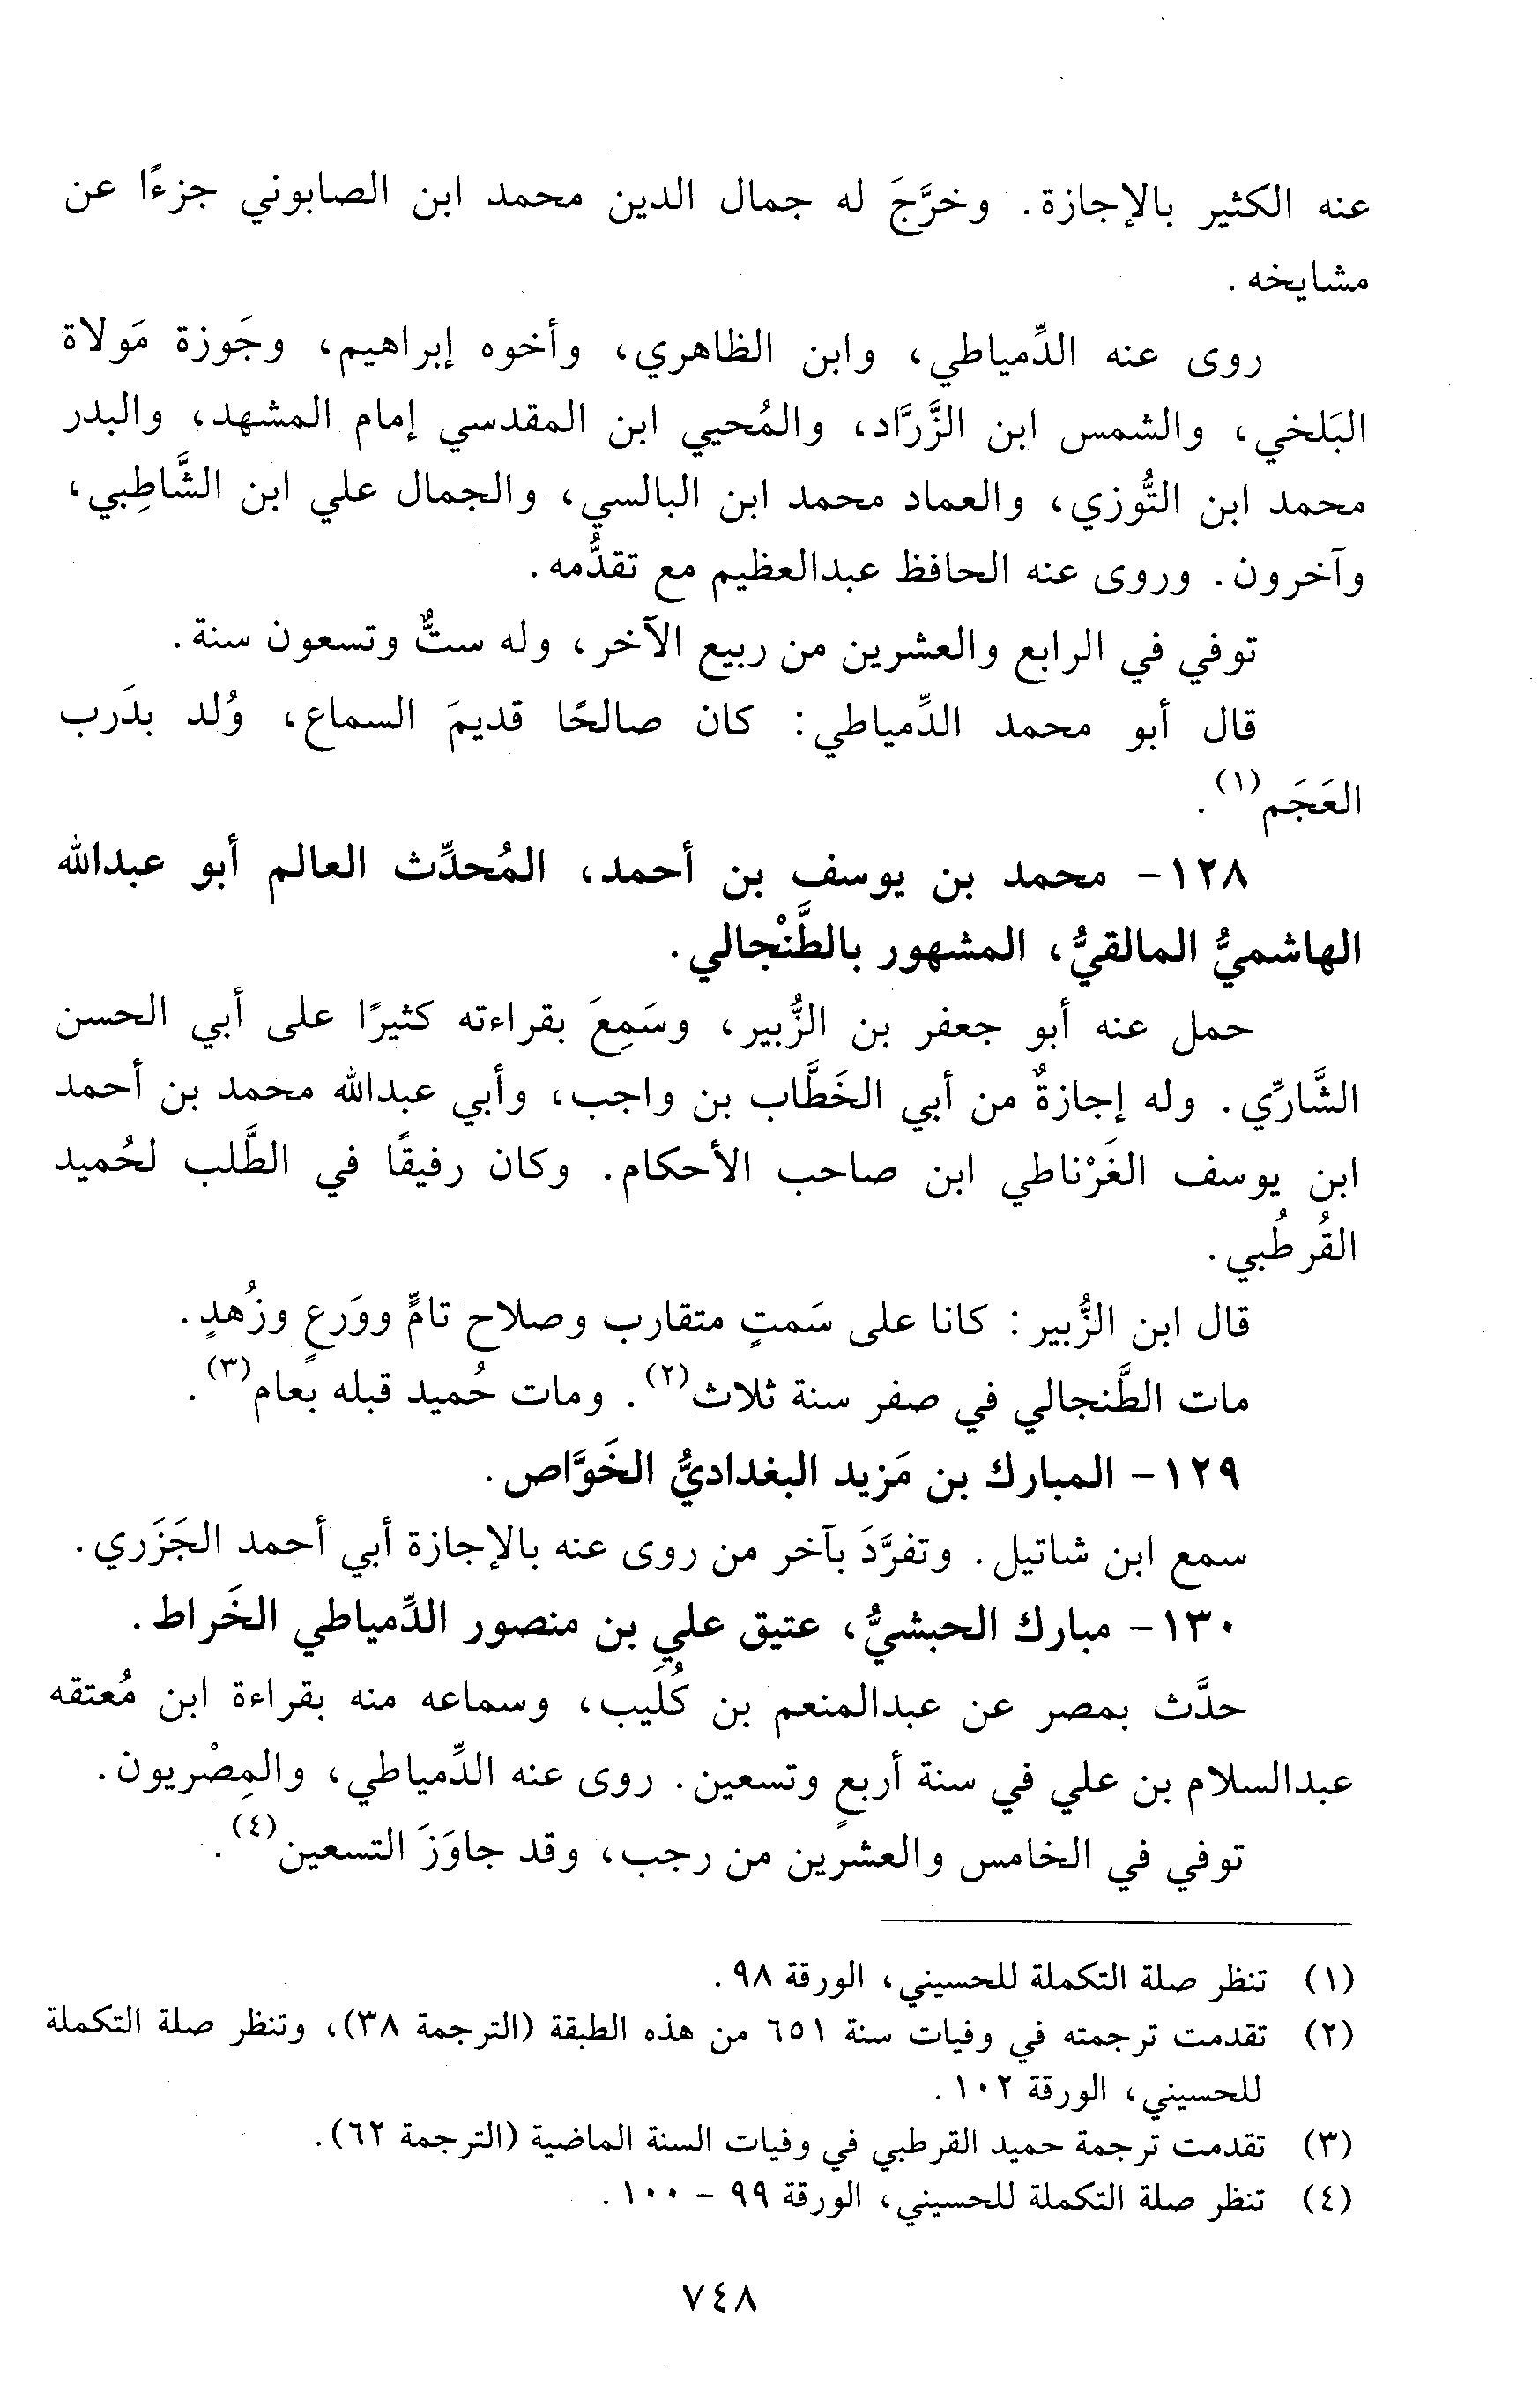 عنه الكثير بالإجازة. وخرَّجَ له جمال الدين محمد ابن الصابوني جزءًا عن
مشايخه.
روى عنه الدِّمياطي، وابن الظاهري، وأخوه إبراهيم، وجَوزة مَولاة
البَلخي، والشمس ابن الزَّرَّاد، والمُحيي ابن المقدسي إمام المشهد، والبدر
محمد ابن التُّوزي، والعماد محمد ابن البالسي، والجمال علي ابن الشَّاطِبي،
وآخرون. وروى عنه الحافظ عبدالعظيم مع تقدُّمه.
توفي في الرابع والعشرين من ربيع الآخر، وله ستٌّ وتسعون سنة.
قال أبو محمد الدِّمياطي: كان صالحًا قديمَ السماع، وُلد بدَرب
العَجَم(١).
١٢٨- محمد بن يوسف بن أحمد، المُحدِّث العالم أبو عبدالله
الهاشميُّ المالقيُّ، المشهور بالطَّنْجالي.
حمل عنه أبو جعفر بن الزُّبير، وسَمِعَ بقراءته كثيرًا على أبي الحسن
الشَّارِّي. وله إجازةٌ من أبي الخَطَّاب بن واجب، وأبي عبدالله محمد بن أحمد
ابن يوسف الغَرْناطي ابن صاحب الأحكام. وكان رفيقًا في الطَّلب لحُميد
القُرطُبي.
قال ابن الزُّبير: كانا على سَمتٍ متقارب وصلاح تامٍّ ووَرعٍ وزُهدٍ.
مات الطَّنجالي في صفر سنة ثلاث(٢). ومات حُميد قبله بعام(٣).
١٢٩- المبارك بن مَزيد البغداديُّ الخَوَّاص.
سمع ابن شاتيل. وتفرَّدَ بآخر من روى عنه بالإجازة أبي أحمد الجَزَري.
١٣٠- مبارك الحبشيُّ، عتيق علي بن منصور الدِّمياطي الخَراط.
حدَّث بمصر عن عبدالمنعم بن كُلَيب، وسماعه منه بقراءة ابن مُعتقه
عبدالسلام بن علي في سنة أربعٍ وتسعين. روى عنه الدِّمياطي، والمِصْريون.
توفي في الخامس والعشرين من رجب، وقد جاوَزَ التسعين(٤).
(١) تنظر صلة التكملة للحسيني، الورقة ٩٨.
(٢) تقدمت ترجمته في وفيات سنة ٦٥١ من هذه الطبقة (الترجمة ٣٨)، وتنظر صلة التكملة
للحسيني، الورقة ١٠٢.
(٣) تقدمت ترجمة حميد القرطبي في وفيات السنة الماضية (الترجمة ٦٢).
(٤) تنظر صلة التكملة للحسيني، الورقة ٩٩ - ١٠٠.
٧٤٨